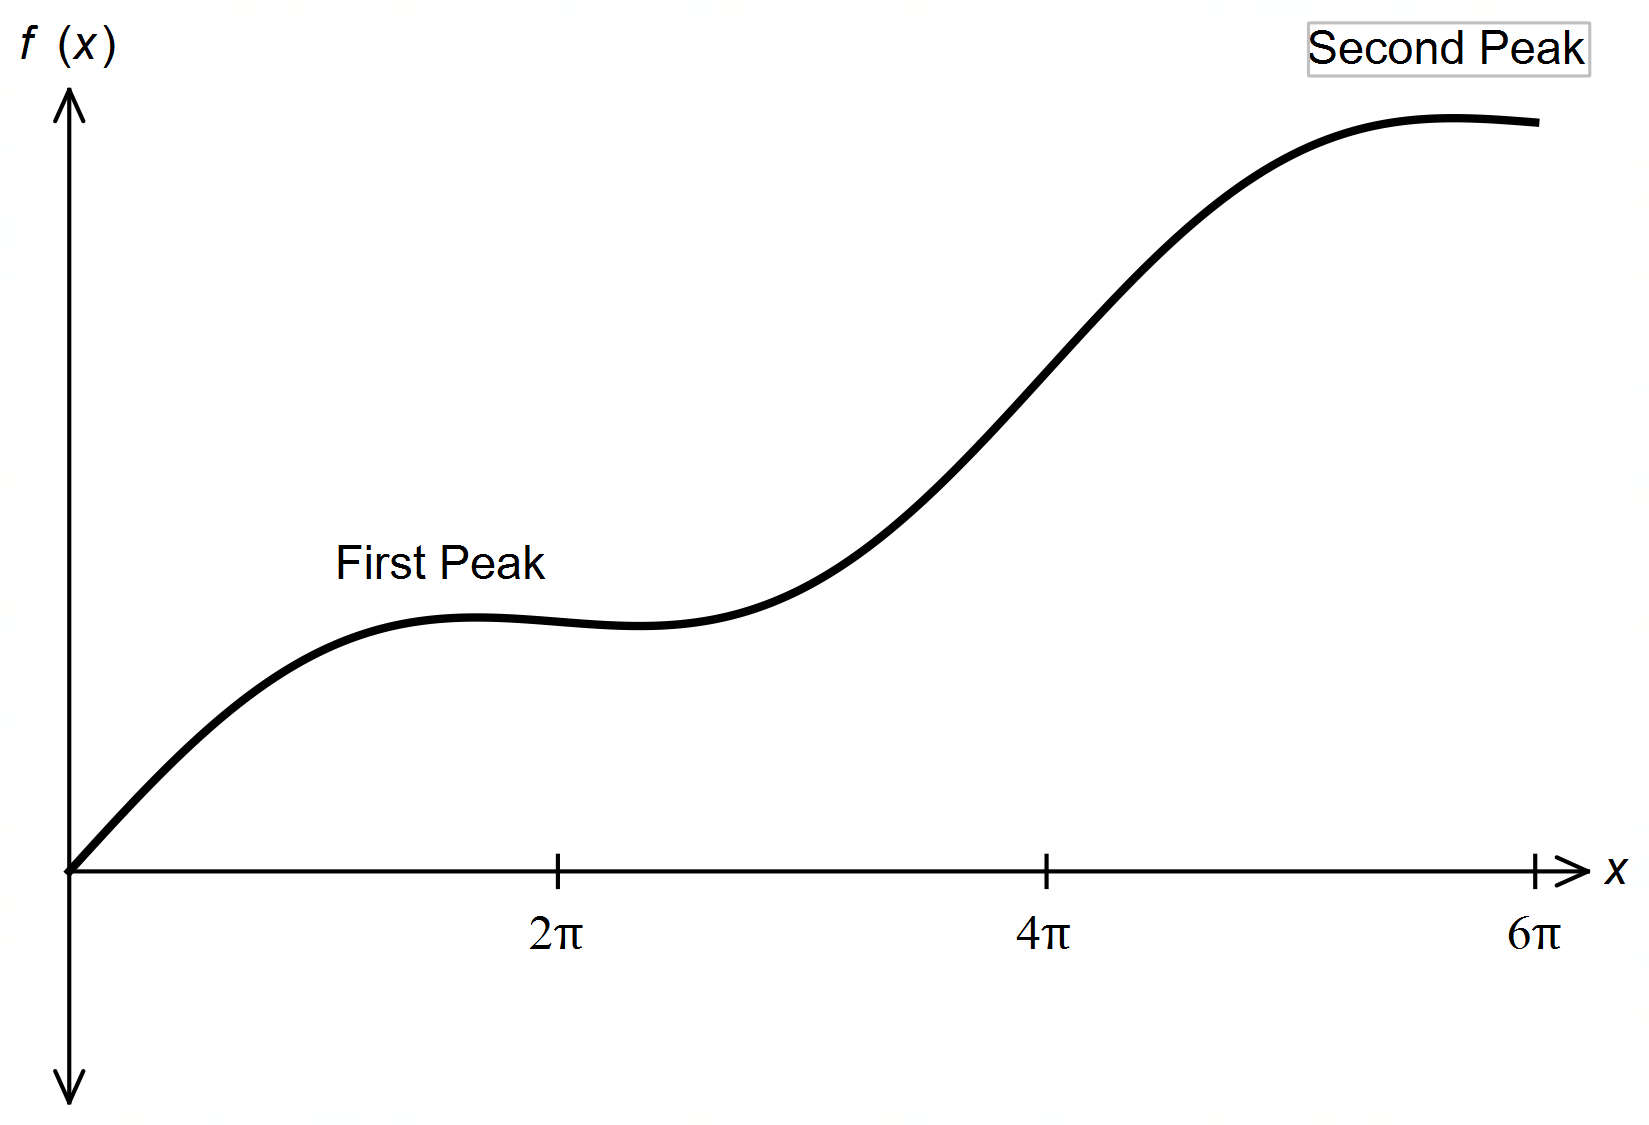 f (x)
Second Peak
First Peak
x
2π
4π
6π